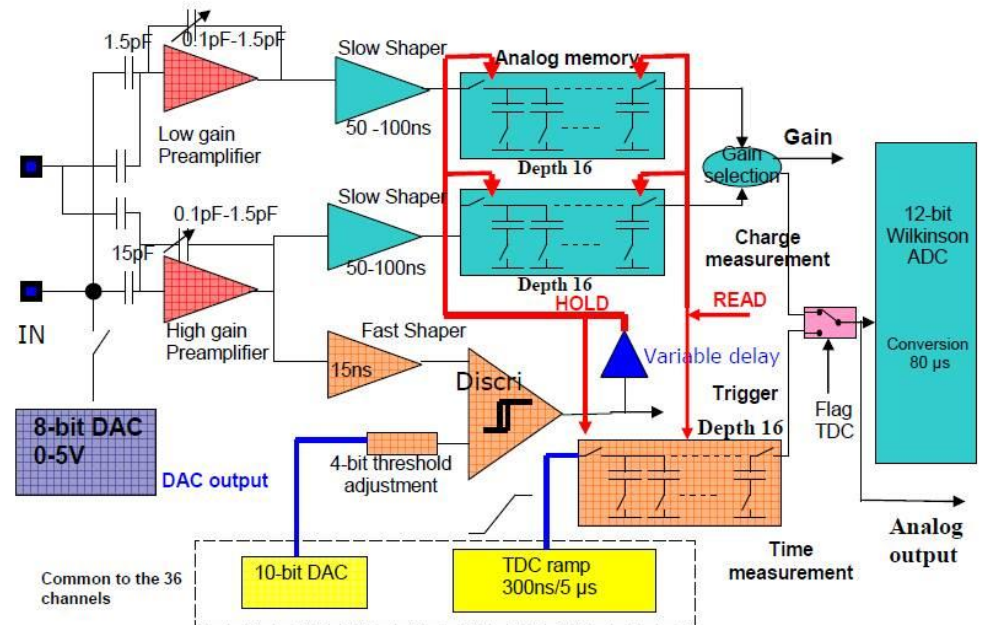 1.5pF
0.1pF-1.5pF
Slow Shaper
Analog memory
50 -100ns
Low gain
Preamplifier
Depth 16
Gain
Gain
selection
12-bit
Wilkinson
ADC
Conversion
80 µs
Slow Shaper
0.1pF-1.5pF
15pF
50-100ns
Charge
measurement
Depth 16
HOLD
READ
IN
High gain
Preamplifier
Fast Shaper
15ns
Discri
Variable delay
Trigger
Flag
TDC
Depth 16
8-bit DAC
0-5V
DAC output
4-bit threshold
adjustment
Analog
output
Time
measurement
Common to the 36
channels
10-bit DAC
TDC ramp
300ns/5 µs